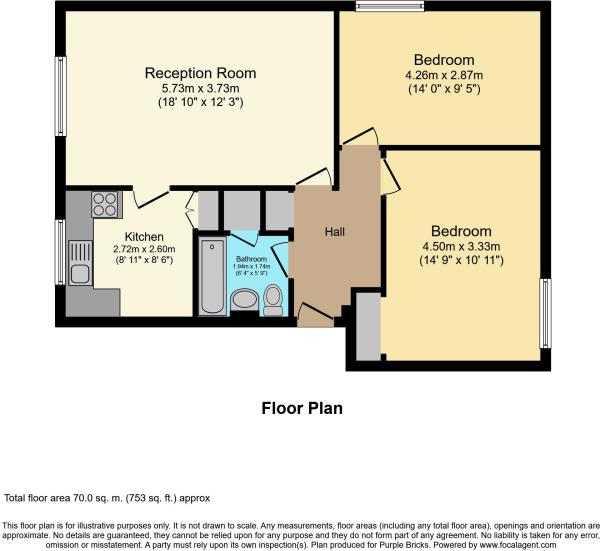 Reception Room
5.73m x 3.73m
(18' 10" x 12' 3")
Bedroom
4.26m x 2.87m
(14' 0" x 9' 5")
Kitchen
2.72m x 2.60m
(8' 11" x 8' 6")
Bathroom
1.94m x 1.74m
(6' 4" x 5' 9")
Hall
Bedroom
4.50m x 3.33m
(14' 9" x 10' 11")
Floor Plan
Total floor area 70.0 sq. m. (753 sq. ft.) approx
This floor plan is for illustrative purposes only. It is not drawn to scale. Any measurements, floor areas (including any total floor area), openings and orientation are
approximate. No details are guaranteed, they cannot be relied upon for any purpose and they do not form part of any agreement. No liability is taken for any error,
omission or misstatement. A party must rely upon its own inspection(s). Plan produced for Purple Bricks. Powered by www.focalagent.com